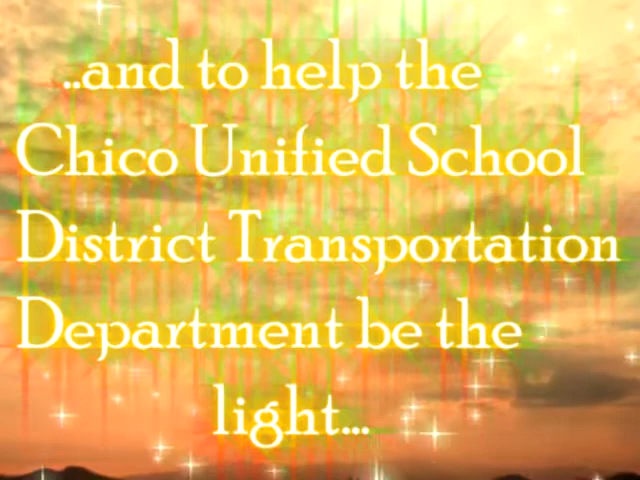 ..and to help the
Chico Unified School
District Transportation
Department be the
light...